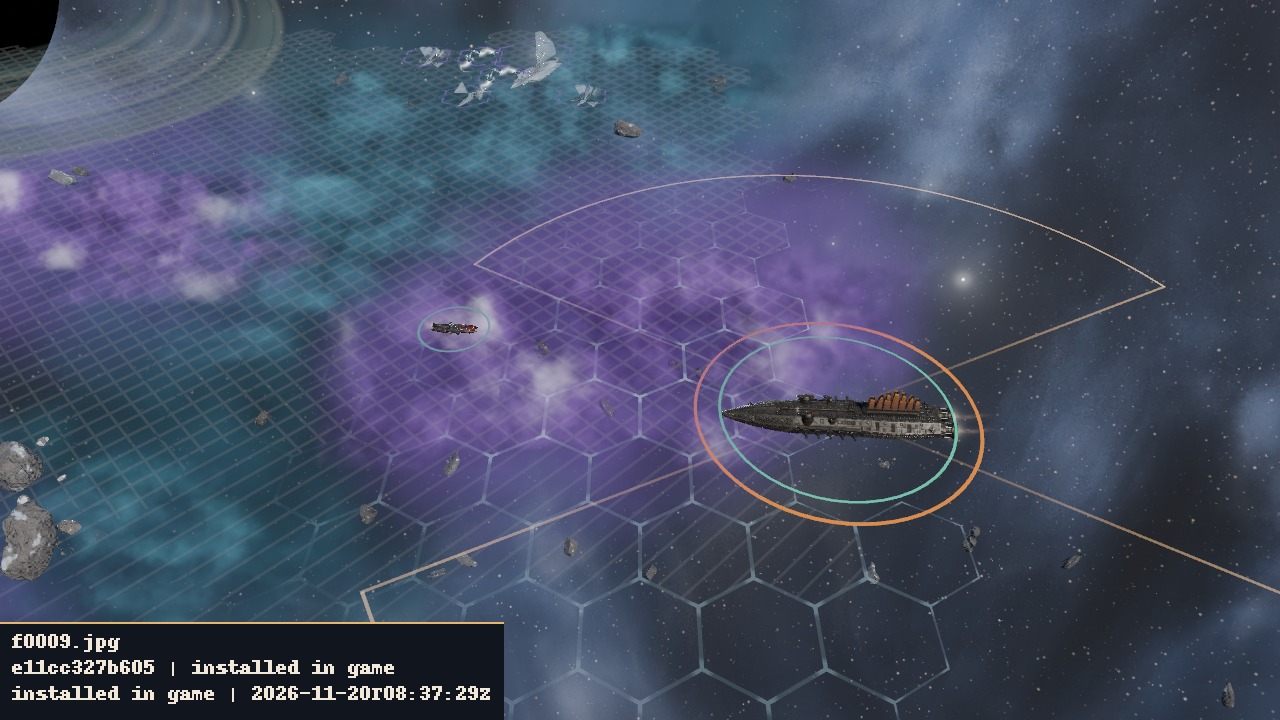 f0009.jpg
e11cc327b605 | installed in game
installed in game | 2026-11-20T08:37:29Z